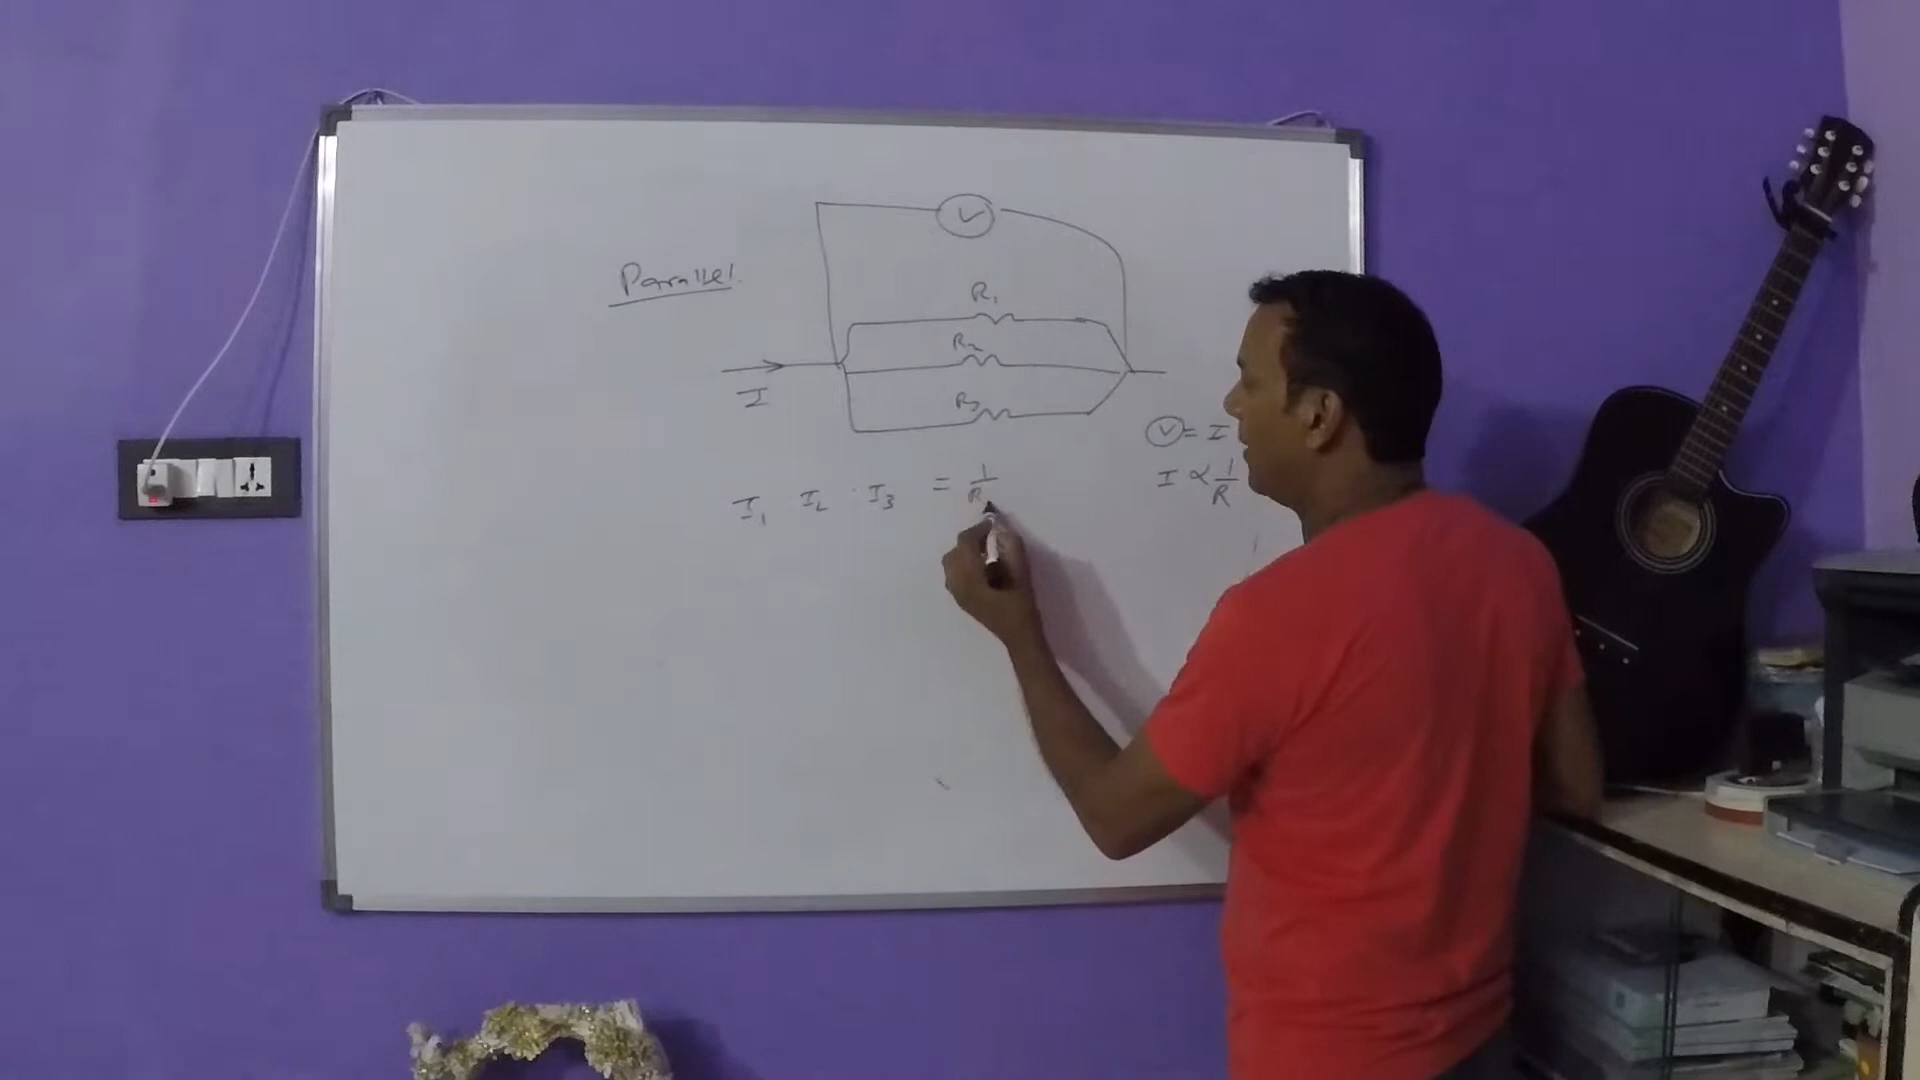 V
Parallel.
R₁
R₂
R₃
I
V = I
I ∝ 1/R
I₁ I₂ : I₃ = 1/R